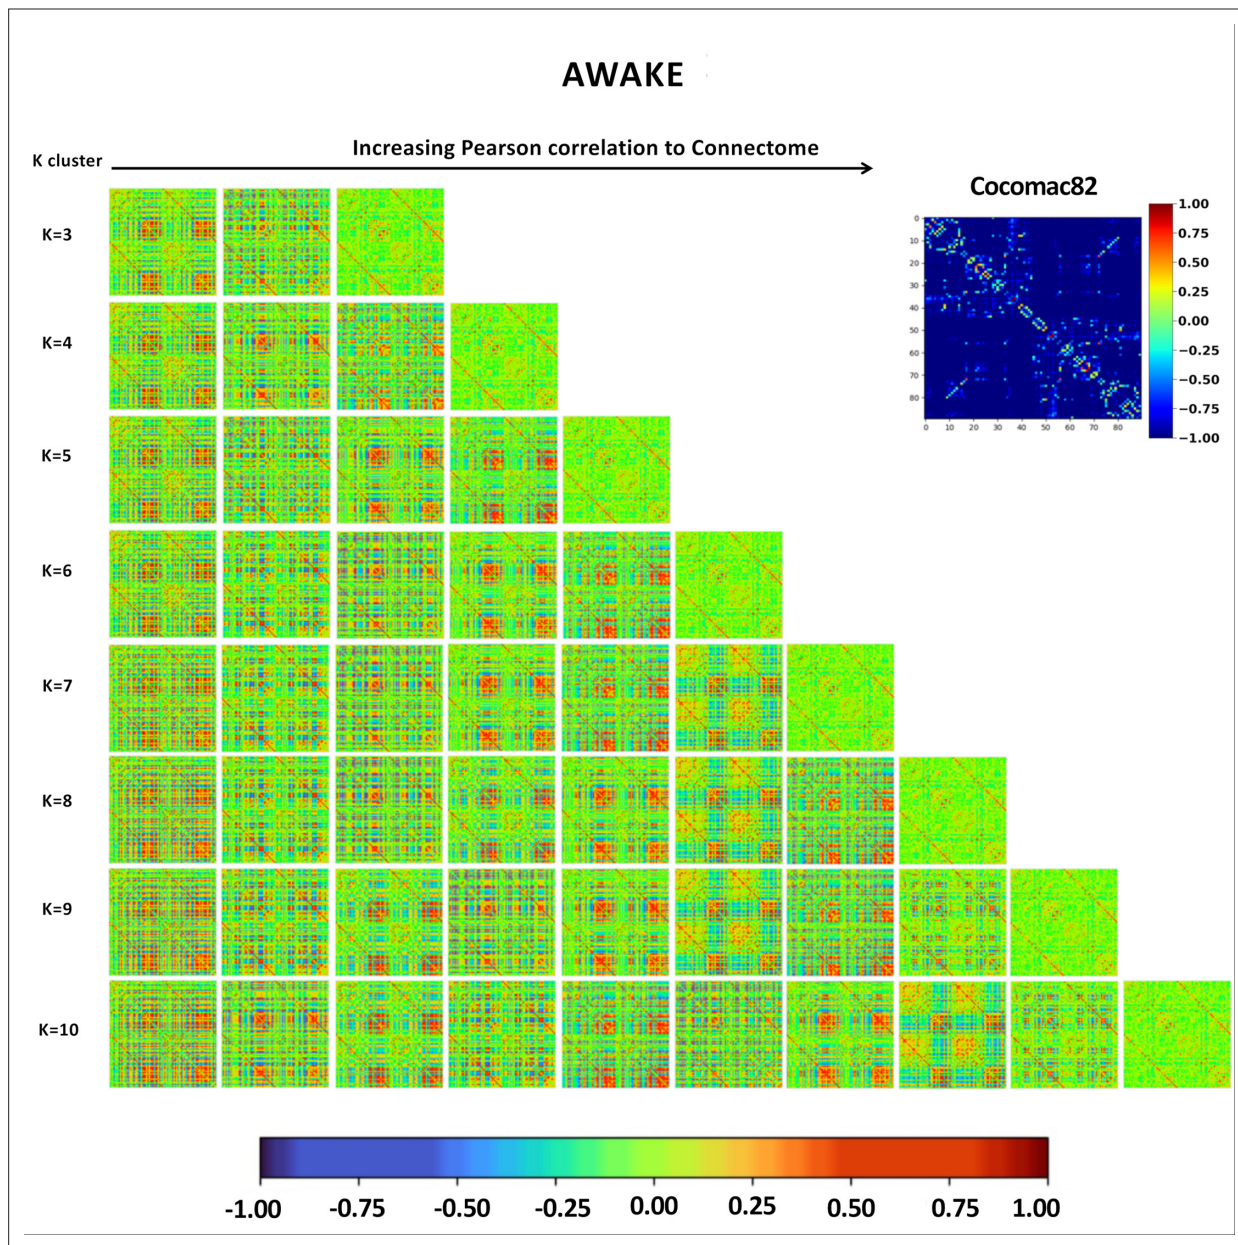 AWAKE
K cluster
Increasing Pearson correlation to Connectome
Cocomac82
K=3
K=4
K=5
K=6
K=7
K=8
K=9
K=10
0
10
20
30
40
50
60
70
80
0 10 20 30 40 50 60 70 80
1.00
0.75
0.50
0.25
0.00
−0.25
−0.50
−0.75
−1.00
-1.00 -0.75 -0.50 -0.25 0.00 0.25 0.50 0.75 1.00